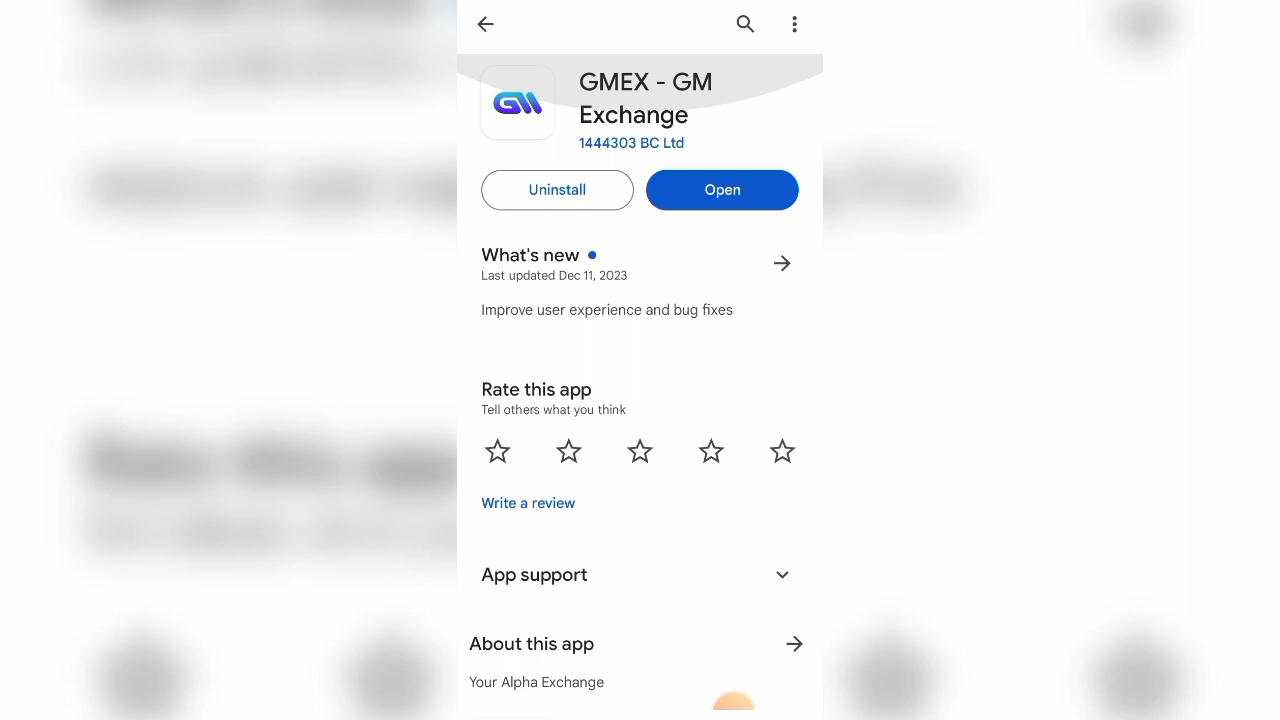 GM
GMEX - GM
Exchange
1444303 BC Ltd
Uninstall
Open
What's new
Last updated Dec 11, 2023
Improve user experience and bug fixes
Rate this app
Tell others what you think
Write a review
App support
About this app
Your Alpha Exchange